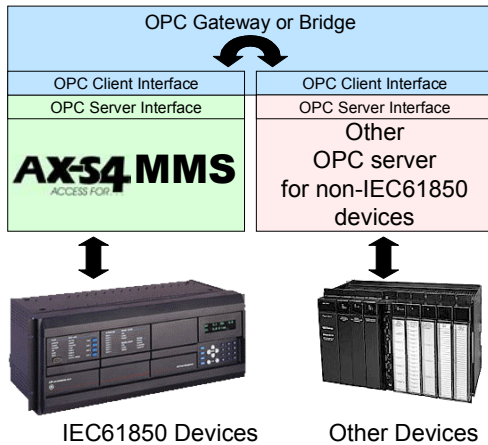 OPC Gateway or Bridge
OPC Client Interface
OPC Server Interface
AX-S4 MMS
ACCESS FOR
OPC Client Interface
OPC Server Interface
Other
OPC server
for non-IEC61850
devices
IEC61850 Devices
Other Devices